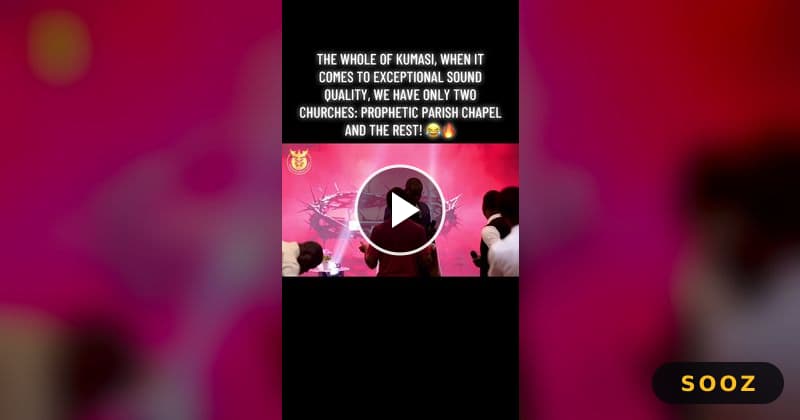 THE WHOLE OF KUMASI, WHEN IT
COMES TO EXCEPTIONAL SOUND
QUALITY, WE HAVE ONLY TWO
CHURCHES: PROPHETIC PARISH CHAPEL
AND THE REST! 😂🔥
SOOZ